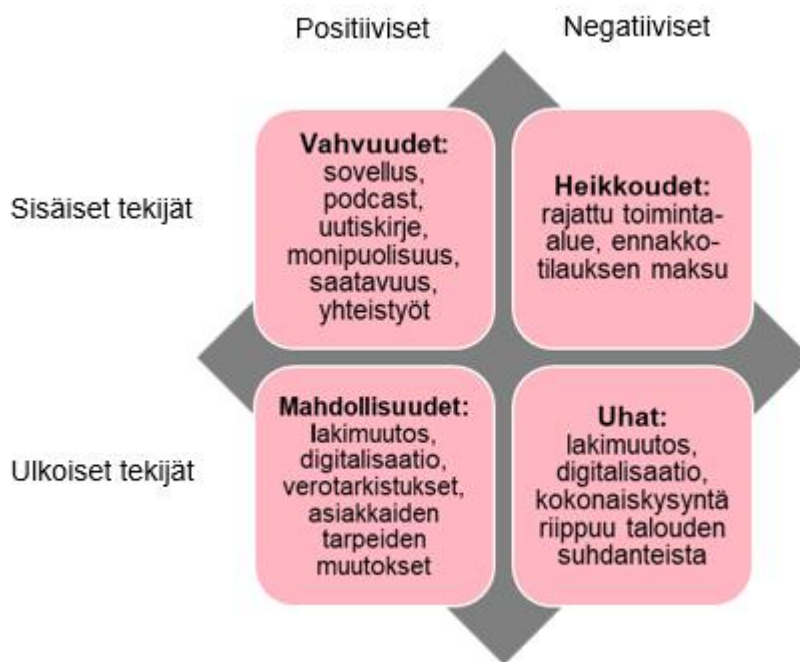 Positiiviset
Negatiiviset
Sisäiset tekijät
Vahvuudet:
sovellus,
podcast,
uutiskirje,
monipuolisuus,
saatavuus,
yhteistyöt
Heikkoudet:
rajattu toiminta-
alue, ennakko-
tilauksen maksu
Ulkoiset tekijät
Mahdollisuudet:
lakimuutos,
digitalisaatio,
verotarkistukset,
asiakkaiden
tarpeiden
muutokset
Uhat:
lakimuutos,
digitalisaatio,
kokonaiskysyntä
riippuu talouden
suhdanteista